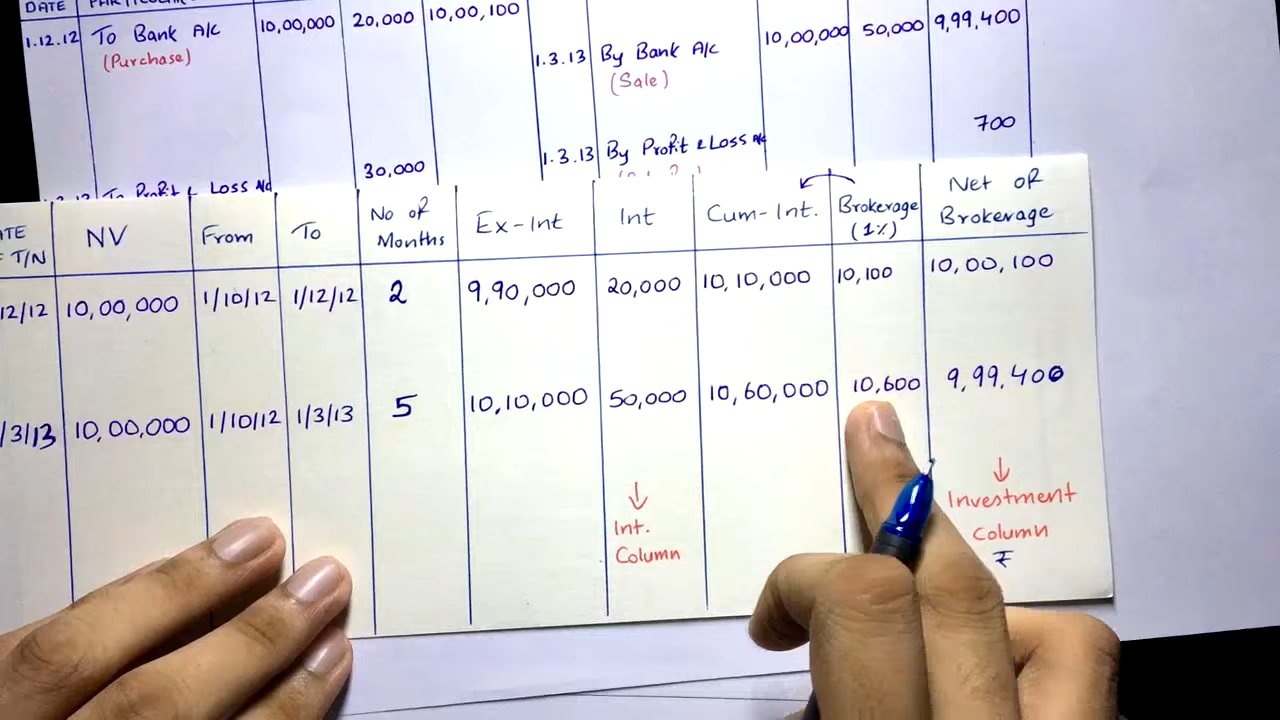 DATE
1.12.12 To Bank A/c 10,00,000 20,000 10,00,100
(Purchase)
1.3.13 By Bank A/c 10,00,000 50,000 9,99,400
(Sale)
700
30,000 1.3.13 By Profit & Loss A/c
To Profit & Loss A/c
ATE NV From To No of Months Ex-Int Int Cum-Int. Brokerage (1%) Net of Brokerage
T/N
12/12 10,00,000 1/10/12 1/12/12 2 9,90,000 20,000 10,10,000 10,100 10,00,100
/3/13 10,00,000 1/10/12 1/3/13 5 10,10,000 50,000 10,60,000 10,600 9,99,400
Int.
Column
Investment
Column
₹